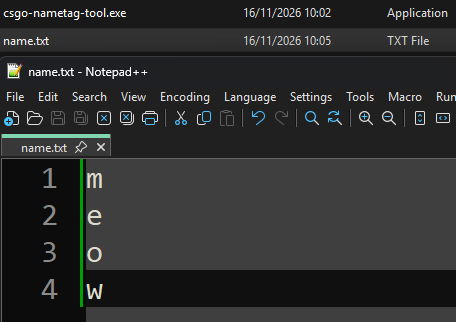 csgo-nametag-tool.exe 16/11/2026 10:02 Application
name.txt 16/11/2026 10:05 TXT File
name.txt - Notepad++
File Edit Search View Encoding Language Settings Tools Macro Run
name.txt
1 m
2 e
3 o
4 w